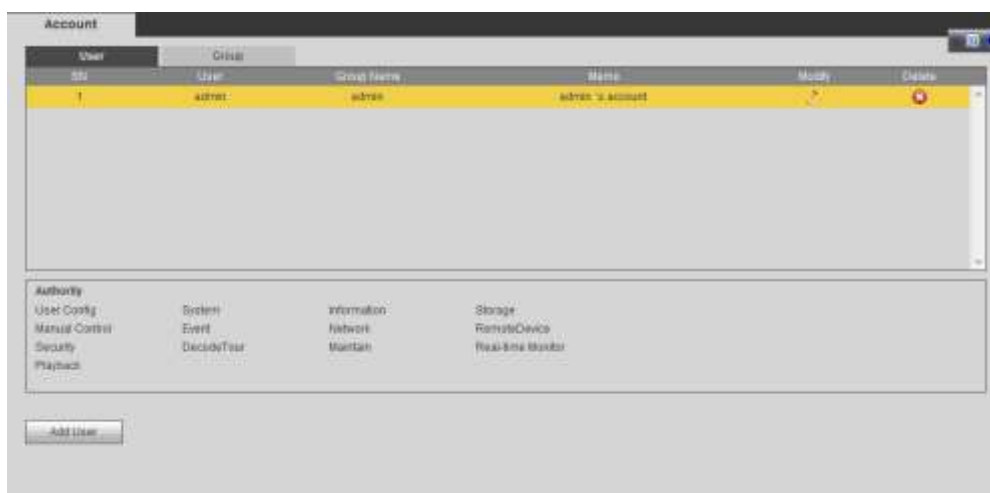 Account
User Group
SN User Group Name Memo Modify Delete
1 admin admin admin 's account
Authority
User Config System Information Storage
Manual Control Event Network RemoteDevice
Security DecodeTour Maintain Real-time Monitor
Playback
Add User